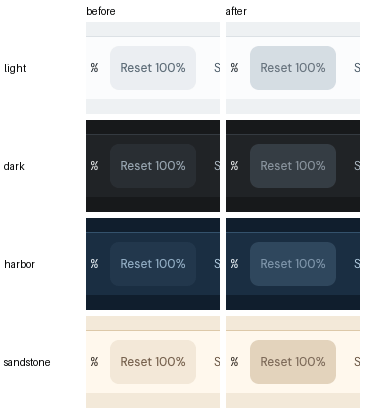 before after
light % Reset 100% S % Reset 100% S
dark % Reset 100% S % Reset 100% S
harbor % Reset 100% S % Reset 100% S
sandstone % Reset 100% S % Reset 100% S